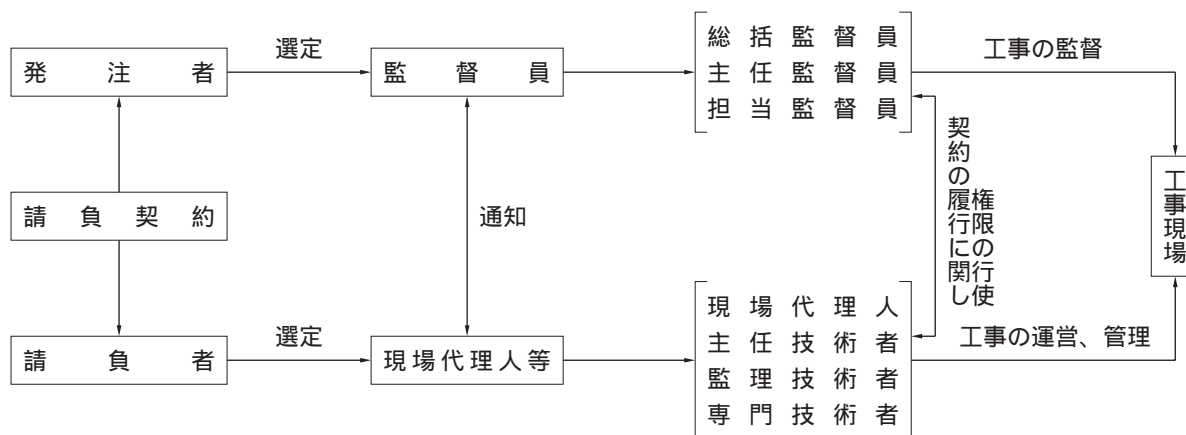 発注者
選定
監督員
総括監督員
主任監督員
担当監督員
工事の監督
請負契約
通知
契約の履行に関し
権限の行使
工事現場
請負者
選定
現場代理人等
現場代理人
主任技術者
監理技術者
専門技術者
工事の運営、管理